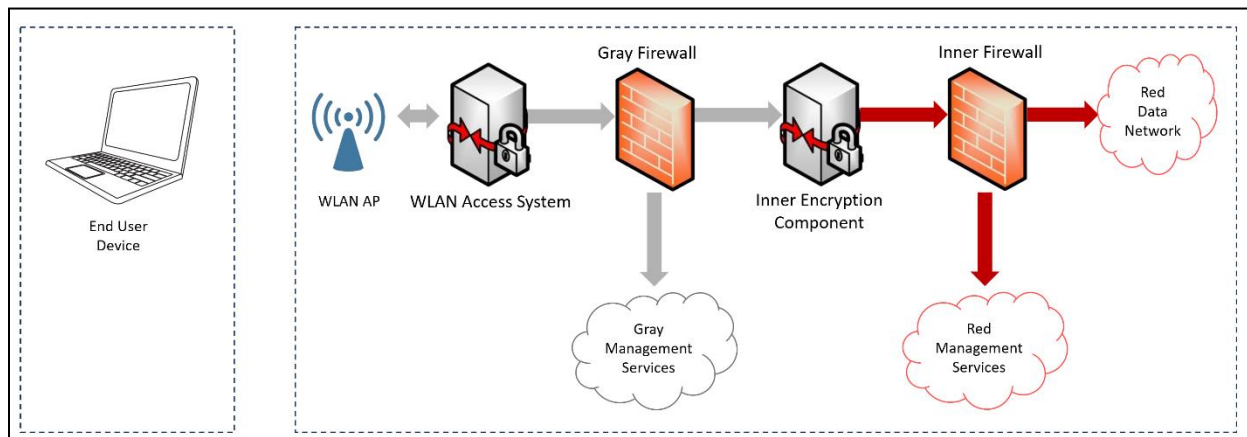 Gray Firewall
Inner Firewall
Red
Data
Network
WLAN AP
WLAN Access System
Inner Encryption
Component
End User
Device
Gray
Management
Services
Red
Management
Services